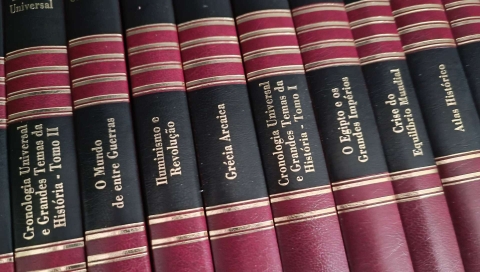 Universal
Cronologia Universal
e Grandes Temas da
História - Tomo II
O Mundo
de entre Guerras
Iluminismo e
Revolução
Grécia Arcaica
Cronologia Universal
e Grandes Temas da
História - Tomo I
O Egipto e os
Grandes Impérios
Crise do
Equilíbrio Mundial
Atlas Histórico